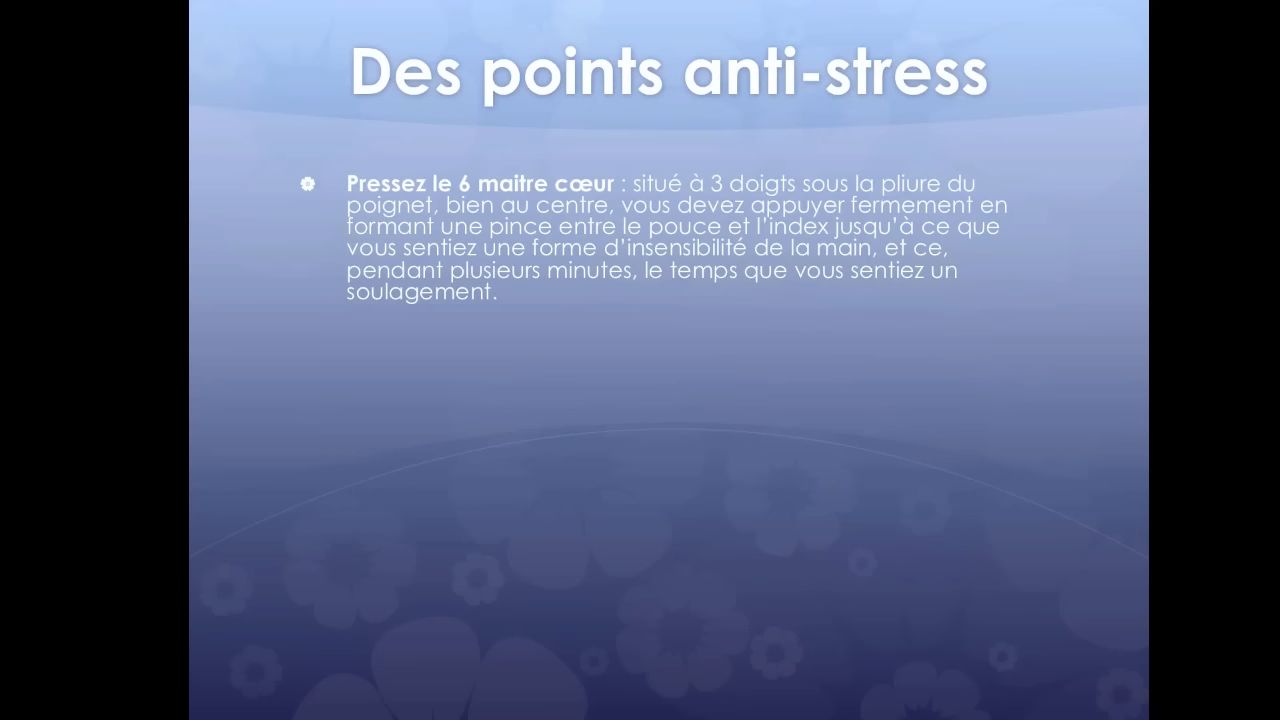 Des points anti-stress
Pressez le 6 maitre cœur : situé à 3 doigts sous la pliure du
poignet, bien au centre, vous devez appuyer fermement en
formant une pince entre le pouce et l’index jusqu’à ce que
vous sentiez une forme d’insensibilité de la main, et ce,
pendant plusieurs minutes, le temps que vous sentiez un
soulagement.